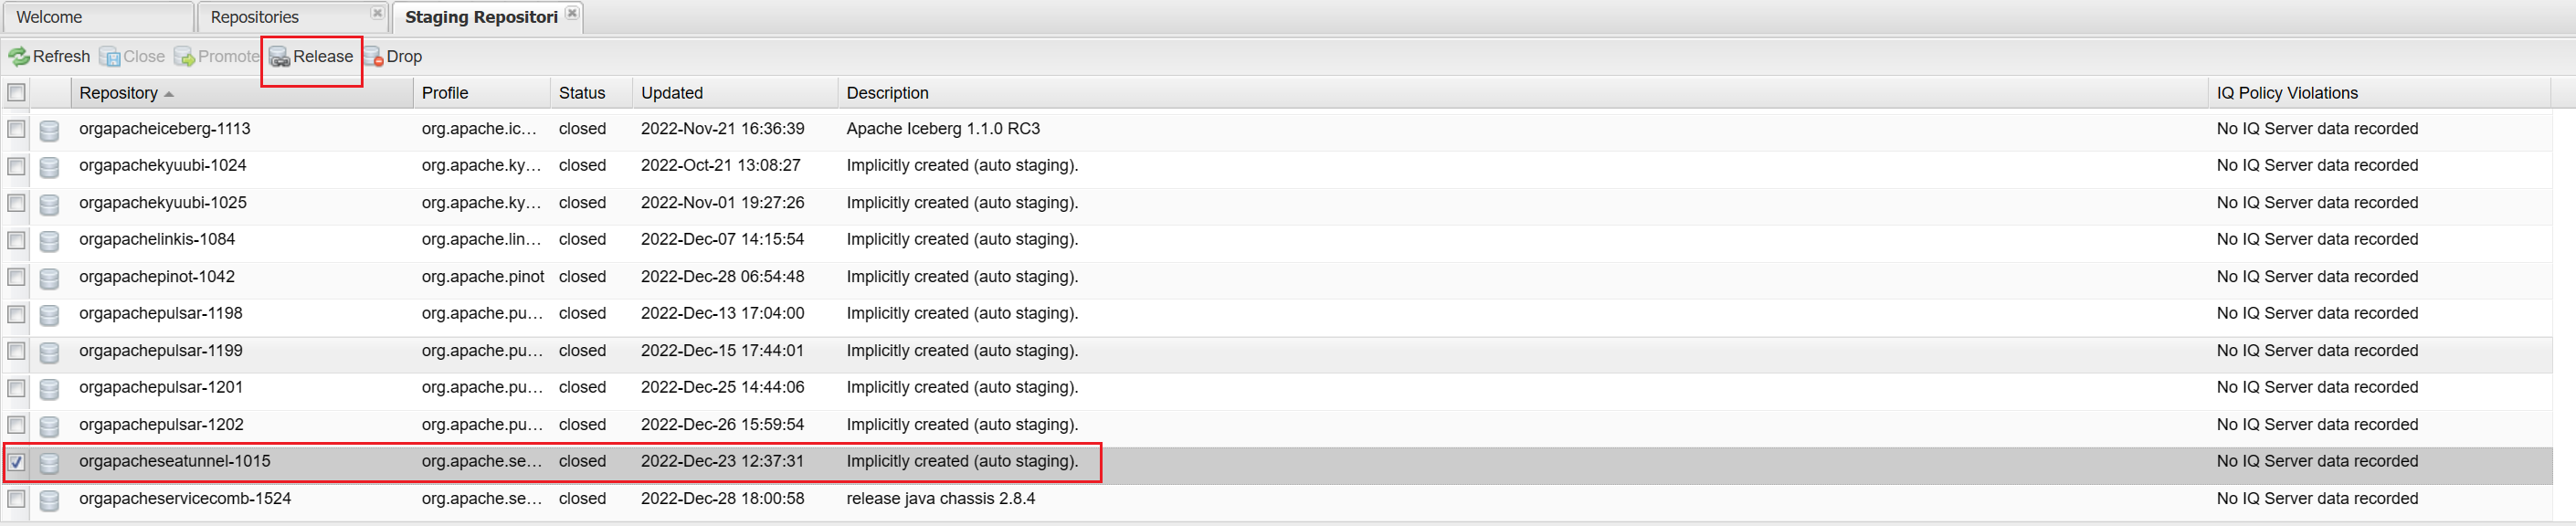 Welcome Repositories Staging Repositori
Refresh Close Promote Release Drop
Repository Profile Status Updated Description IQ Policy Violations
orgapacheiceberg-1113 org.apache.ic... closed 2022-Nov-21 16:36:39 Apache Iceberg 1.1.0 RC3 No IQ Server data recorded
orgapachekyuubi-1024 org.apache.ky... closed 2022-Oct-21 13:08:27 Implicitly created (auto staging). No IQ Server data recorded
orgapachekyuubi-1025 org.apache.ky... closed 2022-Nov-01 19:27:26 Implicitly created (auto staging). No IQ Server data recorded
orgapachelinkis-1084 org.apache.lin... closed 2022-Dec-07 14:15:54 Implicitly created (auto staging). No IQ Server data recorded
orgapachepinot-1042 org.apache.pinot closed 2022-Dec-28 06:54:48 Implicitly created (auto staging). No IQ Server data recorded
orgapachepulsar-1198 org.apache.pu... closed 2022-Dec-13 17:04:00 Implicitly created (auto staging). No IQ Server data recorded
orgapachepulsar-1199 org.apache.pu... closed 2022-Dec-15 17:44:01 Implicitly created (auto staging). No IQ Server data recorded
orgapachepulsar-1201 org.apache.pu... closed 2022-Dec-25 14:44:06 Implicitly created (auto staging). No IQ Server data recorded
orgapachepulsar-1202 org.apache.pu... closed 2022-Dec-26 15:59:54 Implicitly created (auto staging). No IQ Server data recorded
orgapacheseatunnel-1015 org.apache.se... closed 2022-Dec-23 12:37:31 Implicitly created (auto staging). No IQ Server data recorded
orgapacheservicecomb-1524 org.apache.se... closed 2022-Dec-28 18:00:58 release java chassis 2.8.4 No IQ Server data recorded